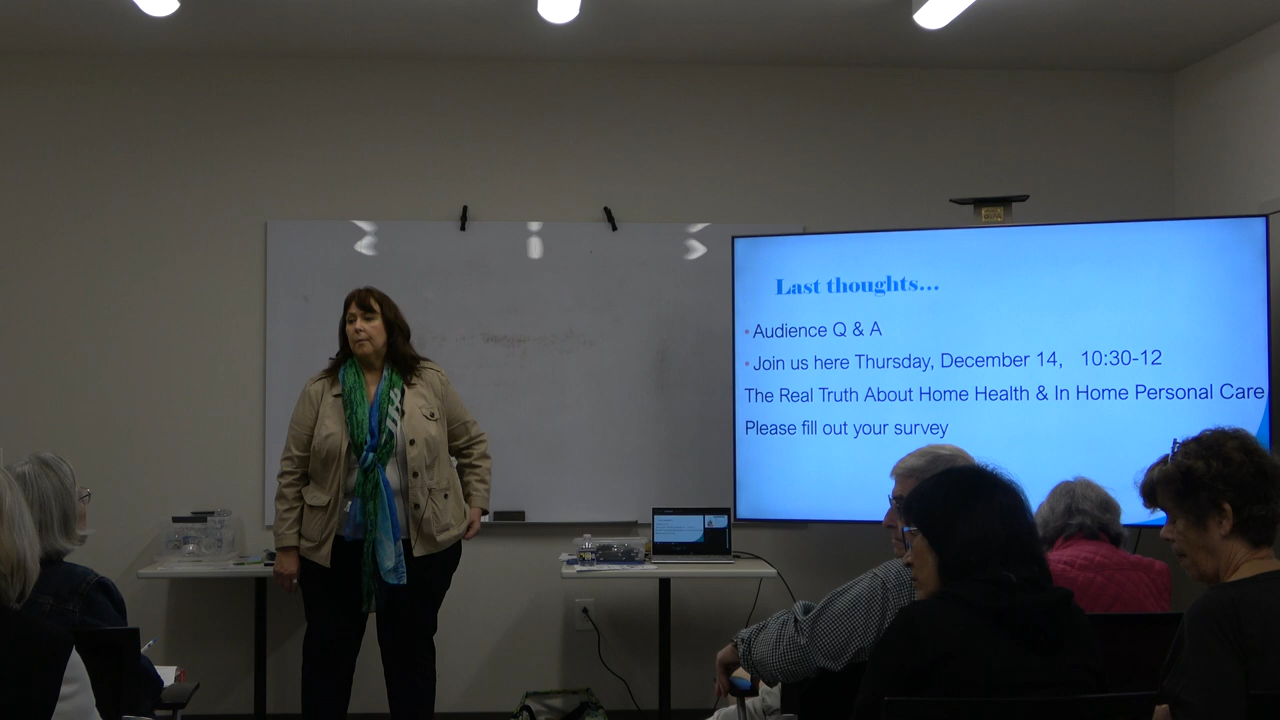 Last thoughts...
• Audience Q & A
• Join us here Thursday, December 14, 10:30-12
The Real Truth About Home Health & In Home Personal Care
Please fill out your survey